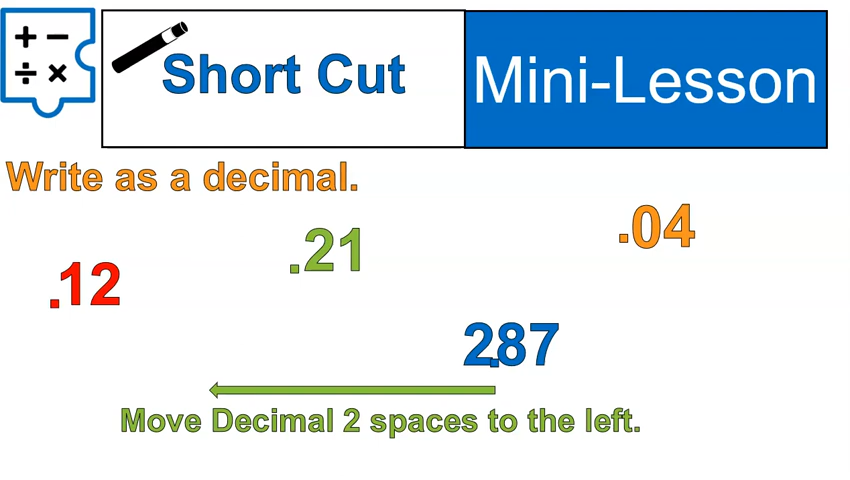 + −
÷ ×
Short Cut
Mini-Lesson
Write as a decimal.
.12
.21
.04
2.87
Move Decimal 2 spaces to the left.